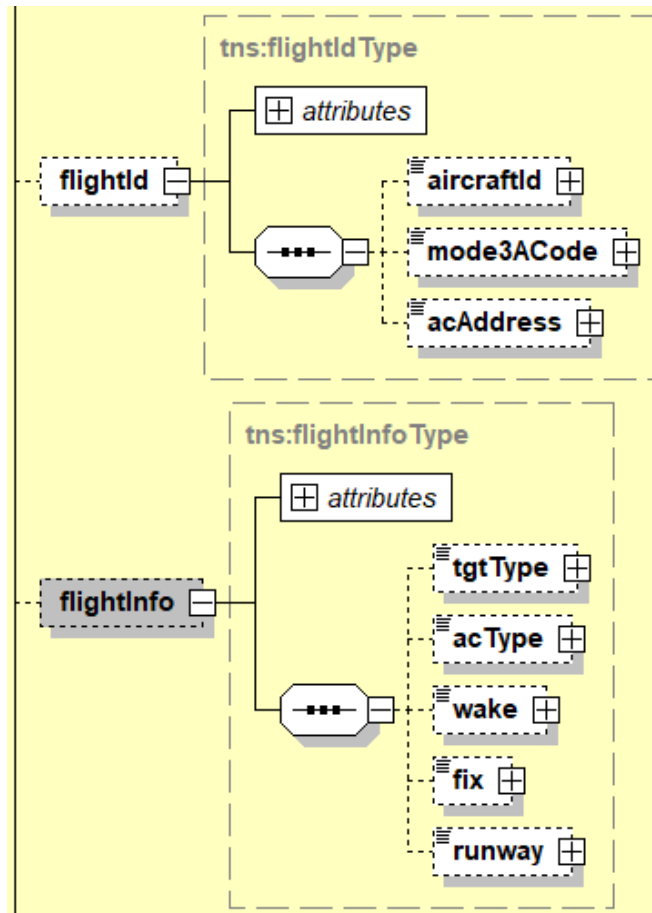 tns:flightIdType
attributes
flightId
aircraftId
mode3ACode
acAddress
tns:flightInfoType
attributes
tgtType
flightInfo
acType
wake
fix
runway